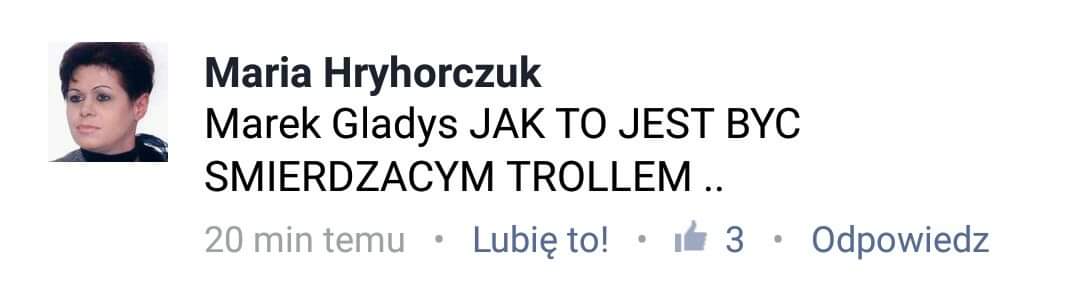 Maria Hryhorczuk
Marek Gladys JAK TO JEST BYC
SMIERDZACYM TROLLEM ..
20 min temu • Lubię to! • 3 • Odpowiedz